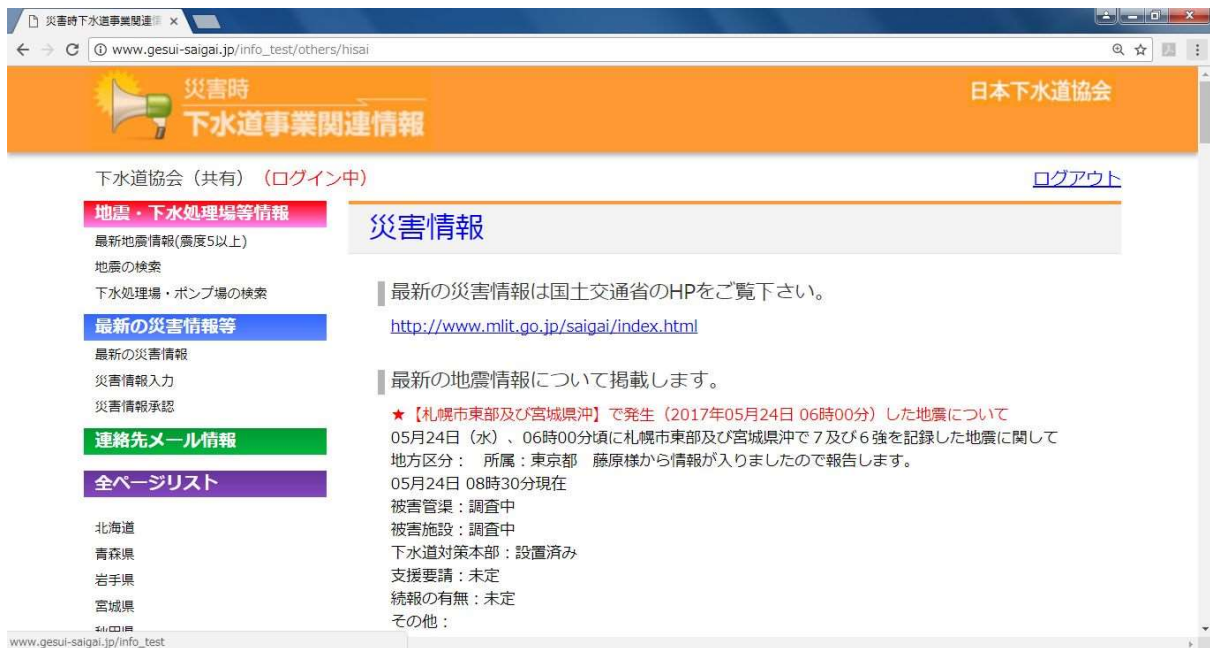 災害時下水道事業関連
www.gesui-saigai.jp/info_test/others/hisai
災害時
下水道事業関連情報
日本下水道協会
下水道協会（共有）（ログイン中）
ログアウト
地震・下水処理場等情報
最新地震情報(震度5以上)
地震の検索
下水処理場・ポンプ場の検索
最新の災害情報等
最新の災害情報
災害情報入力
災害情報承認
連絡先メール情報
全ページリスト
北海道
青森県
岩手県
宮城県
秋田県
災害情報
最新の災害情報は国土交通省のHPをご覧下さい。
http://www.mlit.go.jp/saigai/index.html
最新の地震情報について掲載します。
★【札幌市東部及び宮城県沖】で発生（2017年05月24日 06時00分）した地震について
05月24日（水）、06時00分頃に札幌市東部及び宮城県沖で７及び６強を記録した地震に関して
地方区分：　所属：東京都　藤原様から情報が入りましたので報告します。
05月24日 08時30分現在
被害管渠：調査中
被害施設：調査中
下水道対策本部：設置済み
支援要請：未定
続報の有無：未定
その他：
www.gesui-saigai.jp/info_test